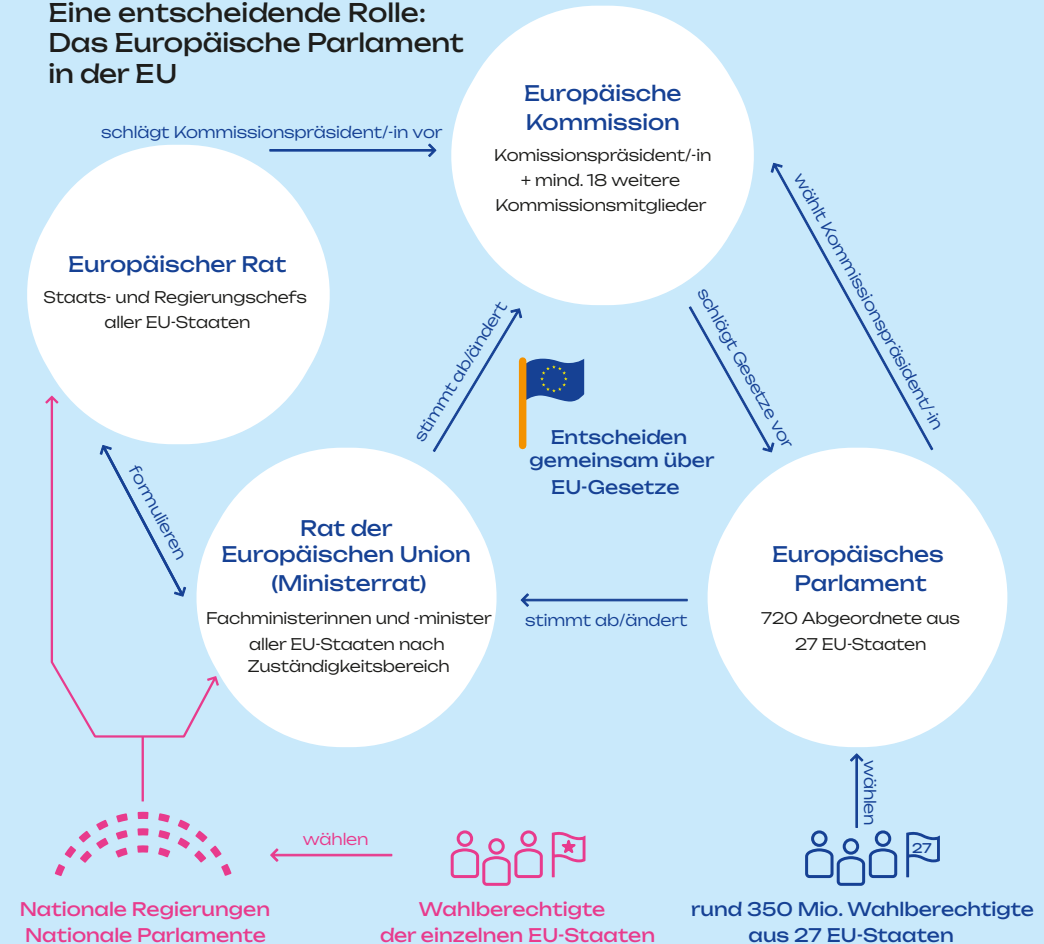 Eine entscheidende Rolle:
Das Europäische Parlament
in der EU
schlägt Kommissionspräsident/-in vor
Europäische
Kommission
Komissionspräsident/-in
+ mind. 18 weitere
Kommissionsmitglieder
wählt Kommissionspräsident/-in
Europäischer Rat
Staats- und Regierungschefs
aller EU-Staaten
stimmt ab/ändert
schlägt Gesetze vor
Entscheiden
gemeinsam über
EU-Gesetze
formulieren
Rat der
Europäischen Union
(Ministerrat)
Fachministerinnen und -minister
aller EU-Staaten nach
Zuständigkeitsbereich
stimmt ab/ändert
Europäisches
Parlament
720 Abgeordnete aus
27 EU-Staaten
wählen
wählen
27
Nationale Regierungen
Nationale Parlamente
Wahlberechtigte
der einzelnen EU-Staaten
rund 350 Mio. Wahlberechtigte
aus 27 EU-Staaten